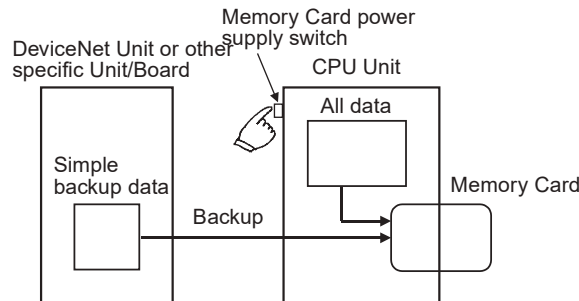 Memory Card power
supply switch
DeviceNet Unit or other
specific Unit/Board
CPU Unit
All data
Simple
backup data
Memory Card
Backup